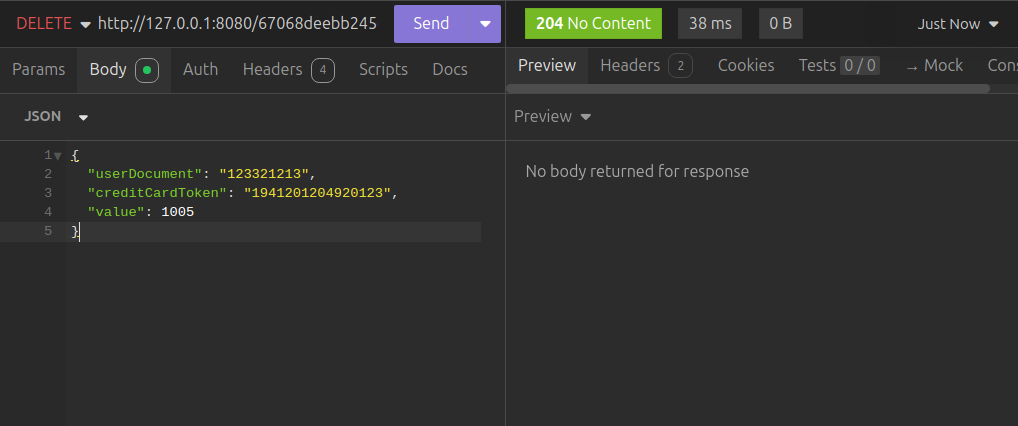 DELETE http://127.0.0.1:8080/67068deebb245 Send
204 No Content 38 ms 0 B Just Now
Params Body Auth Headers 4 Scripts Docs
Preview Headers 2 Cookies Tests 0 / 0 → Mock Cons
JSON
Preview
1 {
2 "userDocument": "123321213",
3 "creditCardToken": "1941201204920123",
4 "value": 1005
5 }
No body returned for response